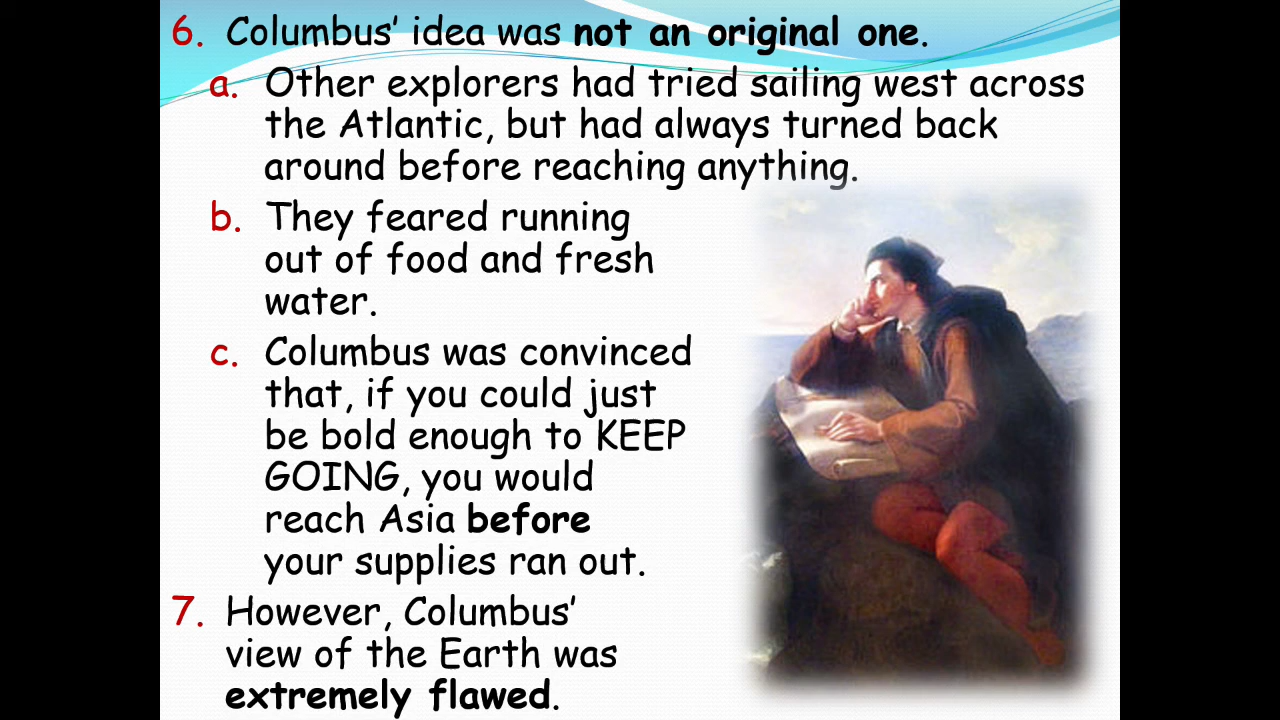 6. Columbus’ idea was not an original one.
a. Other explorers had tried sailing west across
the Atlantic, but had always turned back
around before reaching anything.
b. They feared running
out of food and fresh
water.
c. Columbus was convinced
that, if you could just
be bold enough to KEEP
GOING, you would
reach Asia before
your supplies ran out.
7. However, Columbus’
view of the Earth was
extremely flawed.